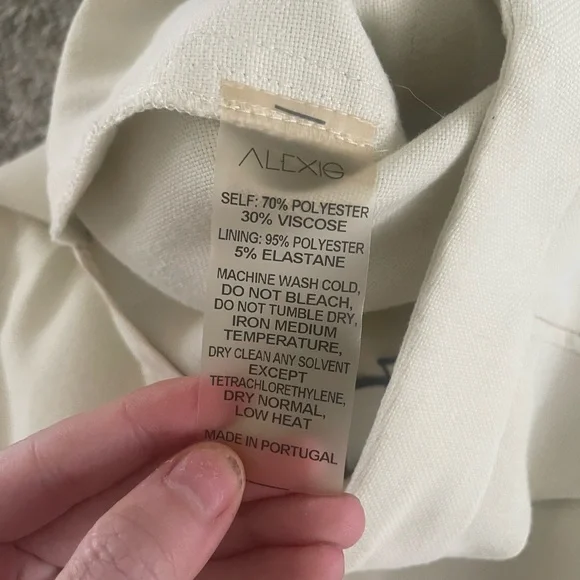 ALEXIS
SELF: 70% POLYESTER
30% VISCOSE
LINING: 95% POLYESTER
5% ELASTANE
MACHINE WASH COLD,
DO NOT BLEACH,
DO NOT TUMBLE DRY,
IRON MEDIUM
TEMPERATURE,
DRY CLEAN ANY SOLVENT
EXCEPT
TETRACHLORETHYLENE,
DRY NORMAL,
LOW HEAT
MADE IN PORTUGAL